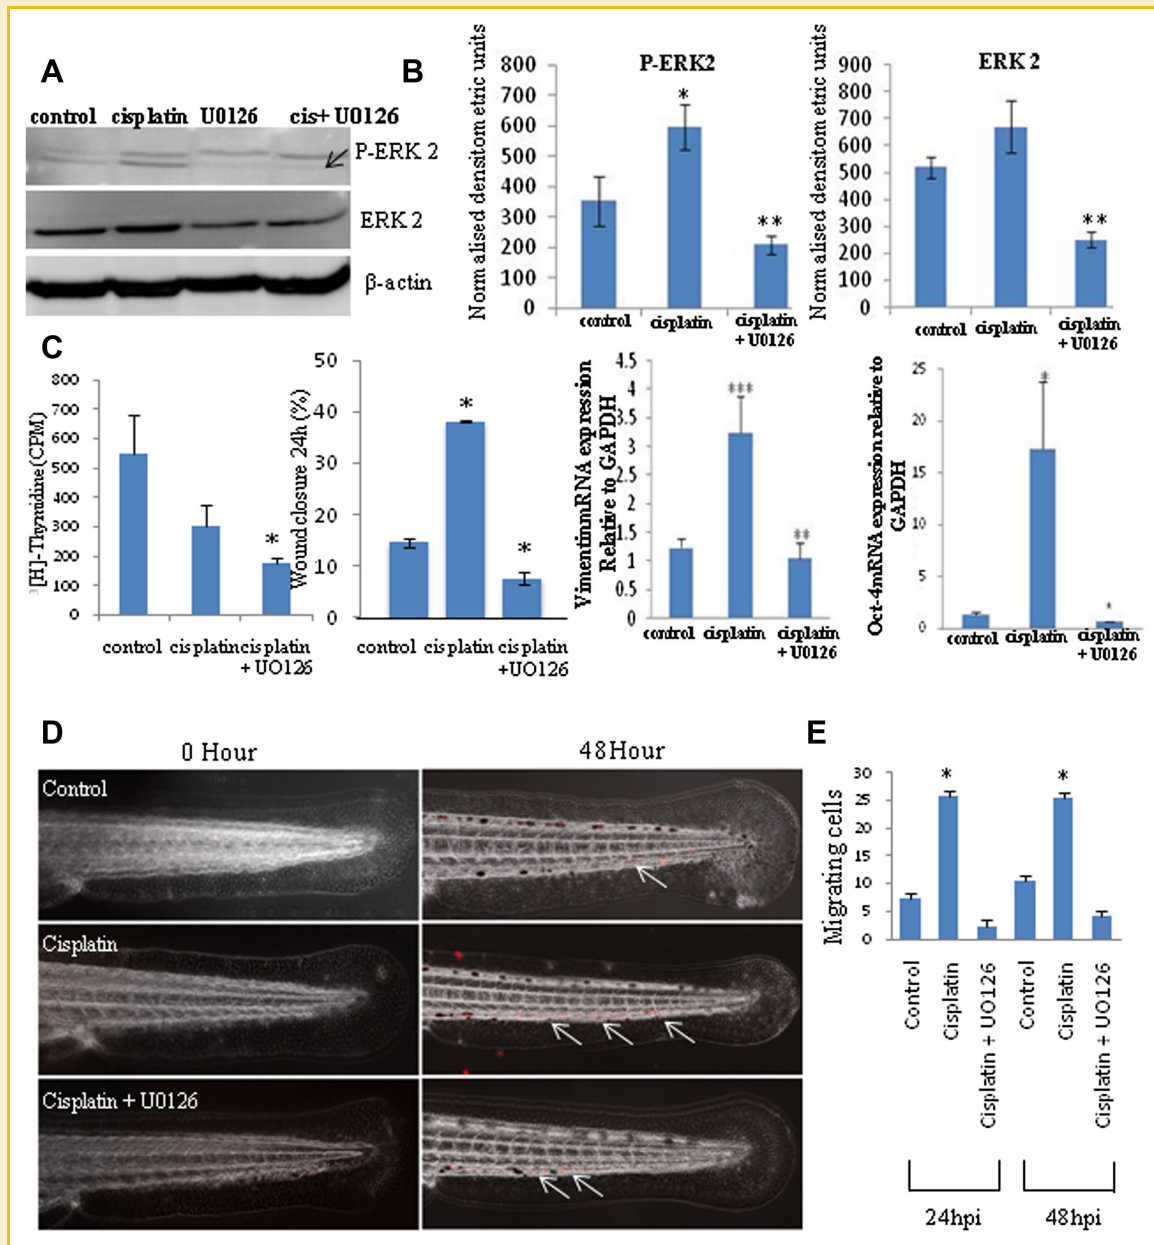 A
control cisplatin U0126 cis+ U0126
P-ERK 2
ERK 2
β-actin
B
Normalised densitometric units
P-ERK2
800
700
600
500
400
300
200
100
0
*
**
control cisplatin cisplatin
+ U0126
Normalised densitometric units
ERK 2
900
800
700
600
500
400
300
200
100
0
**
control cisplatin cisplatin
+ U0126
C
³[H]-Thymidine (CPM)
800
700
600
500
400
300
200
100
0
*
control cisplatin cisplatin
+ UO126
Wound closure 24h (%)
50
40
30
20
10
0
*
*
control cisplatin cisplatin
+UO126
VimentinmRNA expression
Relative to GAPDH
4.5
4
3.5
3
2.5
2
1.5
1
0.5
0
***
**
control cisplatin cisplatin
+ U0126
Oct-4mRNA expression relative to
GAPDH
25
20
15
10
5
0
*
*
control cisplatin cisplatin
+ U0126
D
0 Hour 48Hour
Control
Cisplatin
Cisplatin + U0126
E
Migrating cells
30
25
20
15
10
5
0
*
*
Control
Cisplatin
Cisplatin + UO126
Control
Cisplatin
Cisplatin + UO126
24hpi 48hpi